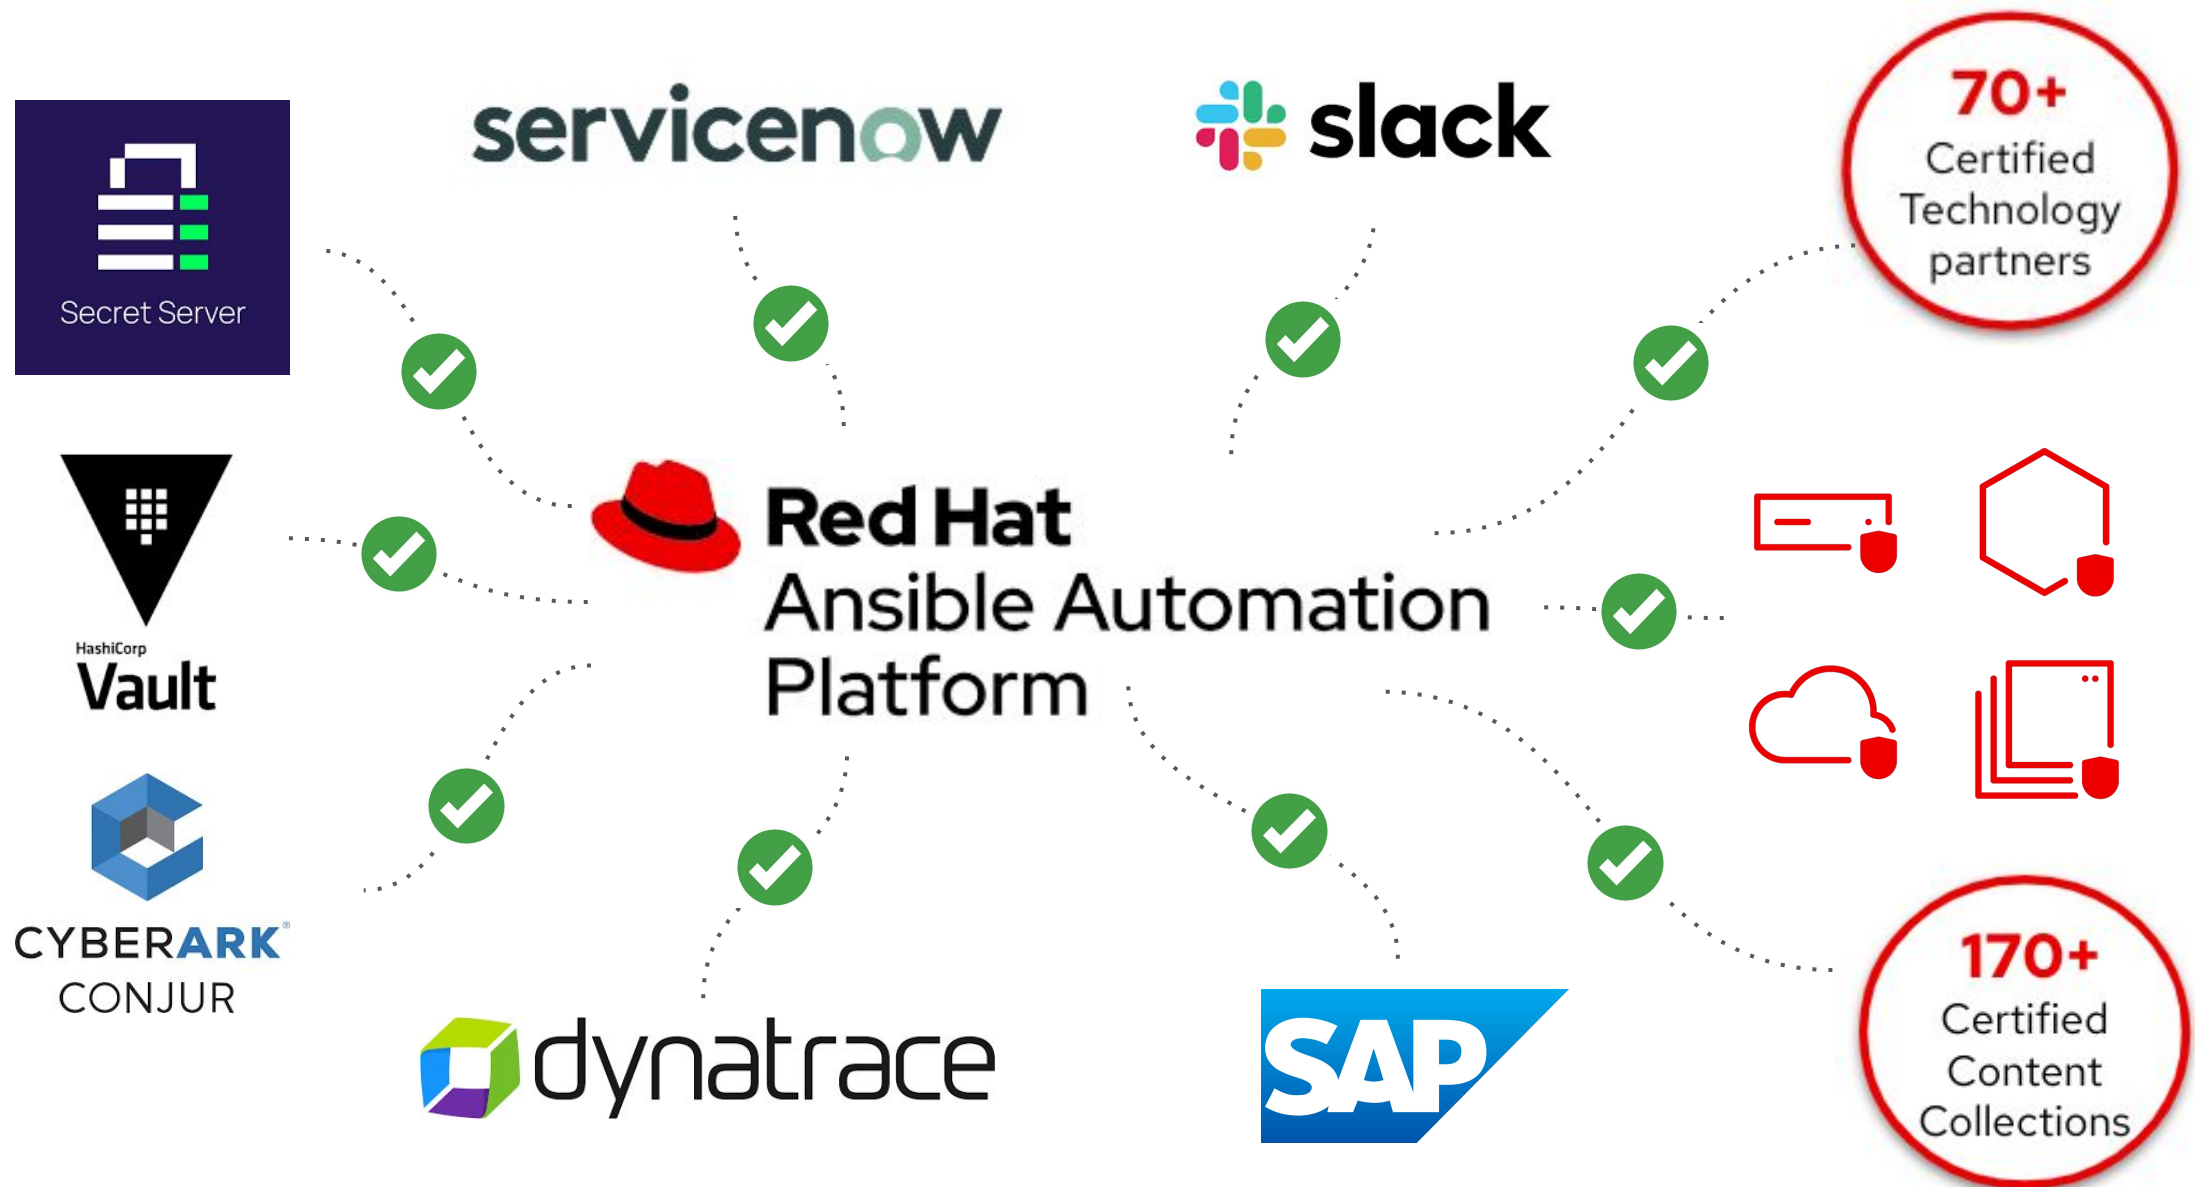 servicenow
slack
70+
Certified
Technology
partners
Secret Server
Red Hat
Ansible Automation
Platform
HashiCorp
Vault
CYBERARK®
CONJUR
dynatrace
SAP
170+
Certified
Content
Collections